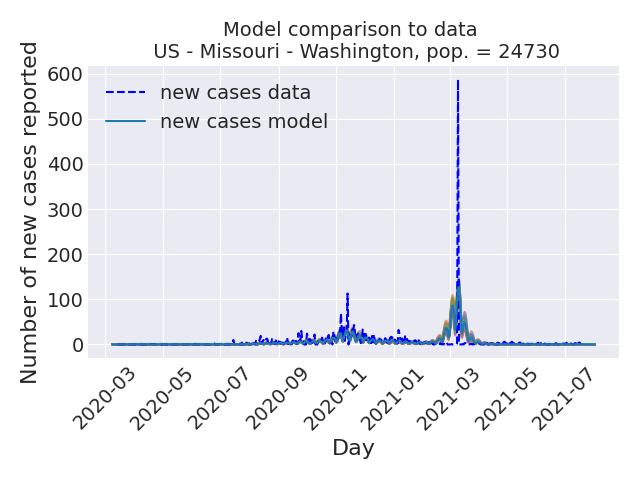 Model comparison to data
US - Missouri - Washington, pop. = 24730
Number of new cases reported
600
500
400
300
200
100
0
new cases data
new cases model
2020-03
2020-05
2020-07
2020-09
2020-11
2021-01
2021-03
2021-05
2021-07
Day